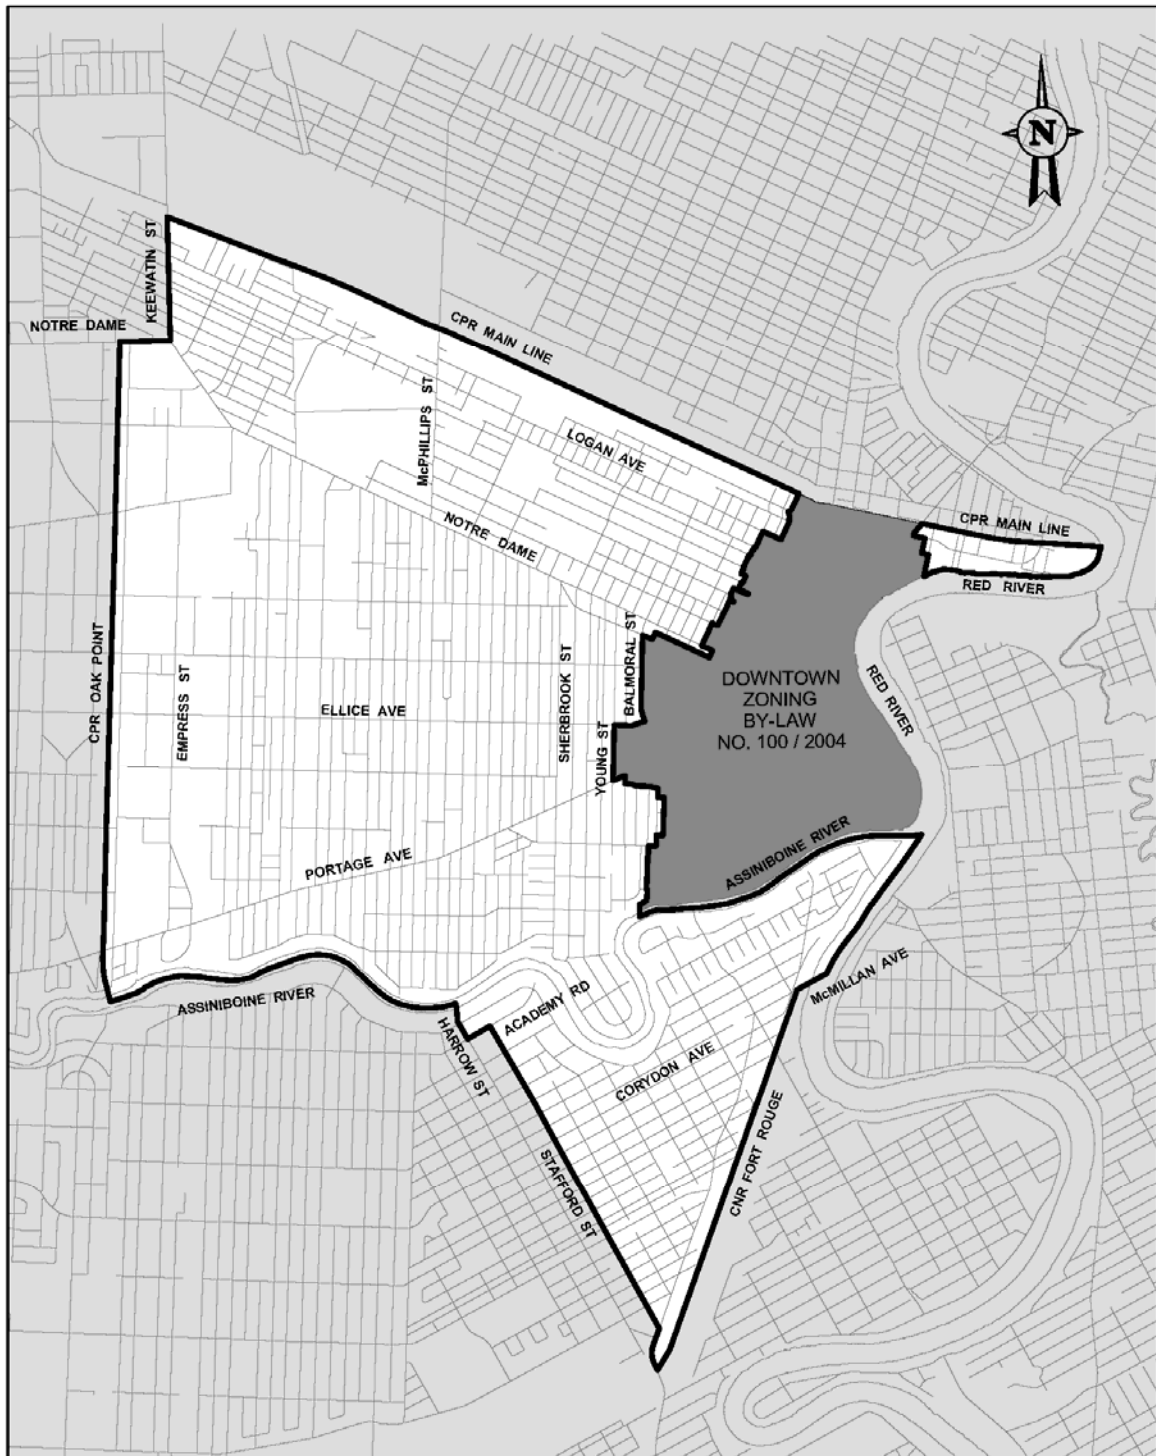 N
KEEWATIN ST
NOTRE DAME
CPR MAIN LINE
McPHILLIPS ST
LOGAN AVE
NOTRE DAME
CPR MAIN LINE
RED RIVER
CPR OAK POINT
EMPRESS ST
ELLICE AVE
SHERBROOK ST
BALMORAL ST
YOUNG ST
DOWNTOWN
ZONING
BY-LAW
NO. 100 / 2004
RED RIVER
PORTAGE AVE
ASSINIBOINE RIVER
ASSINIBOINE RIVER
HARROW ST
ACADEMY RD
McMILLAN AVE
CORYDON AVE
STAFFORD ST
CNR FORT ROUGE